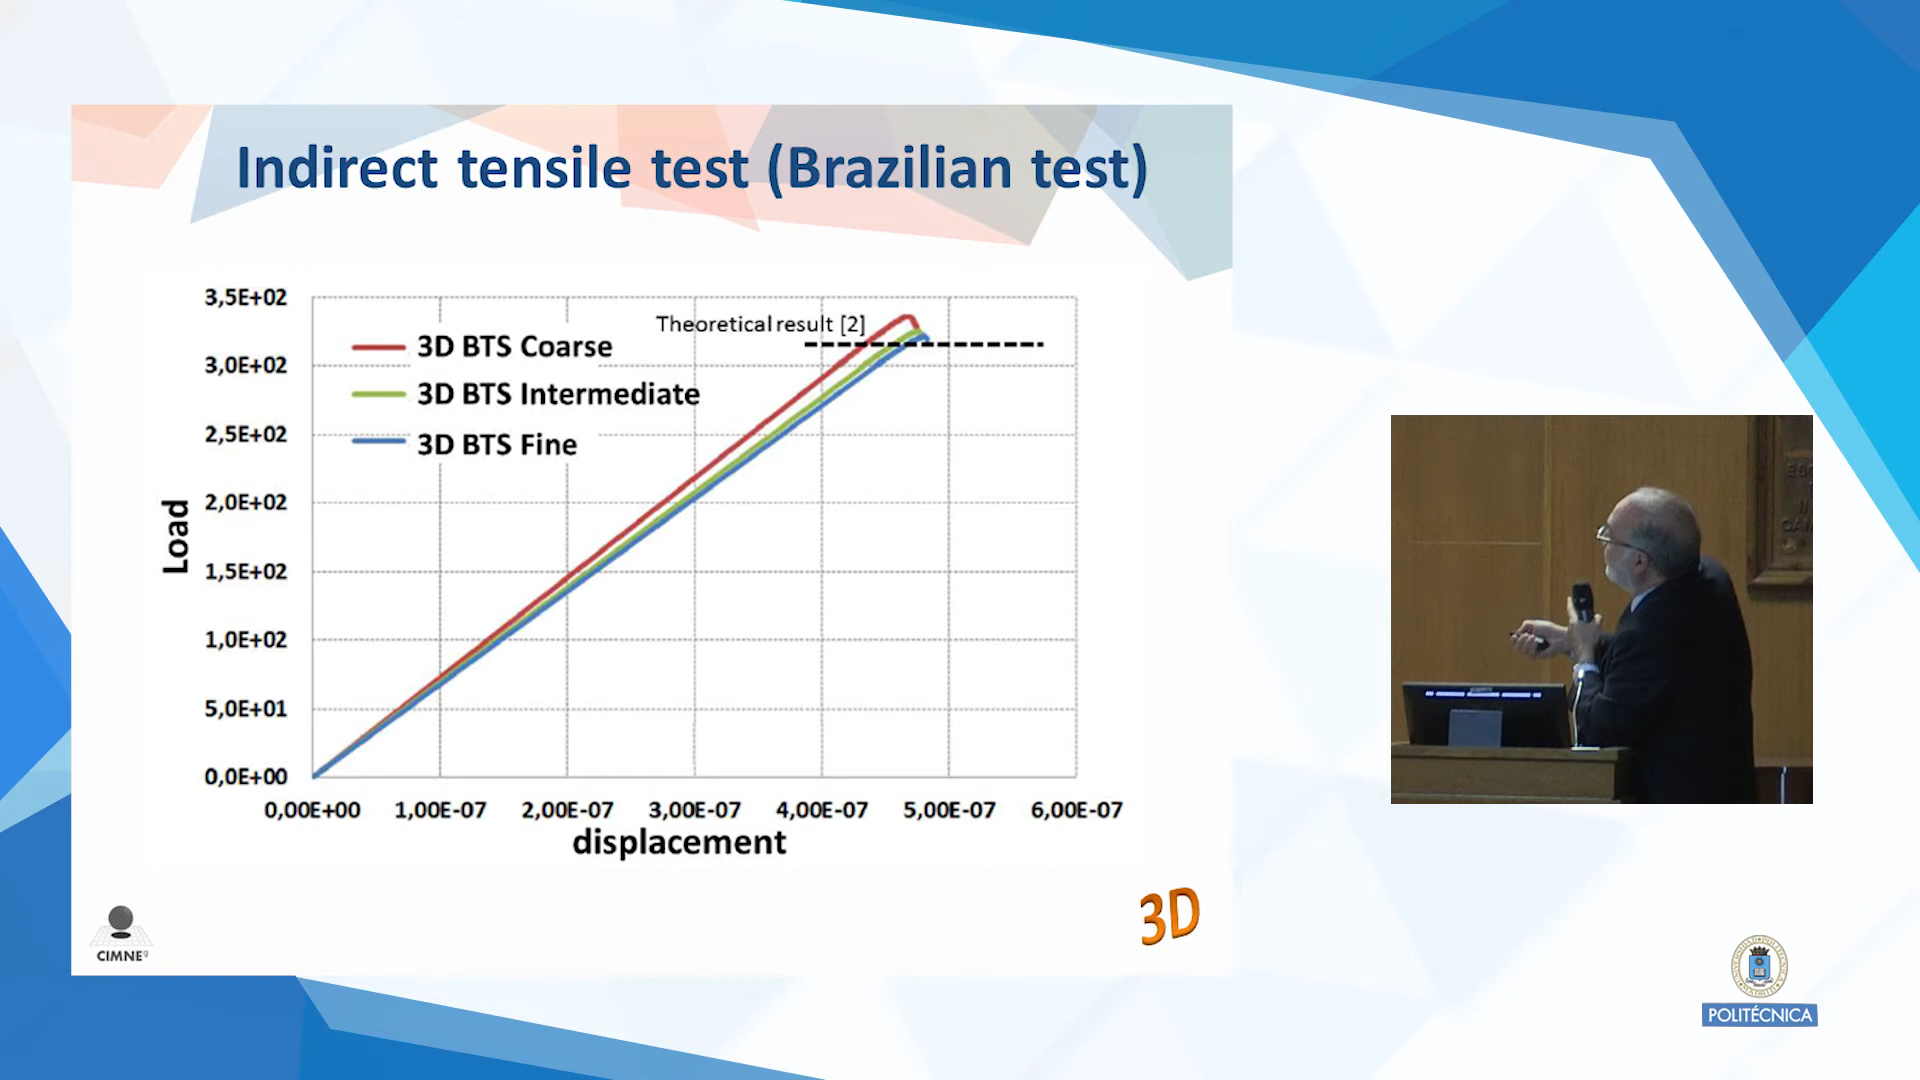 Indirect tensile test (Brazilian test)
3,5E+02
3,0E+02
2,5E+02
2,0E+02
1,5E+02
1,0E+02
5,0E+01
0,0E+00
Load
Theoretical result [2]
3D BTS Coarse
3D BTS Intermediate
3D BTS Fine
0,00E+00 1,00E-07 2,00E-07 3,00E-07 4,00E-07 5,00E-07 6,00E-07
displacement
3D
CIMNE
POLITÉCNICA